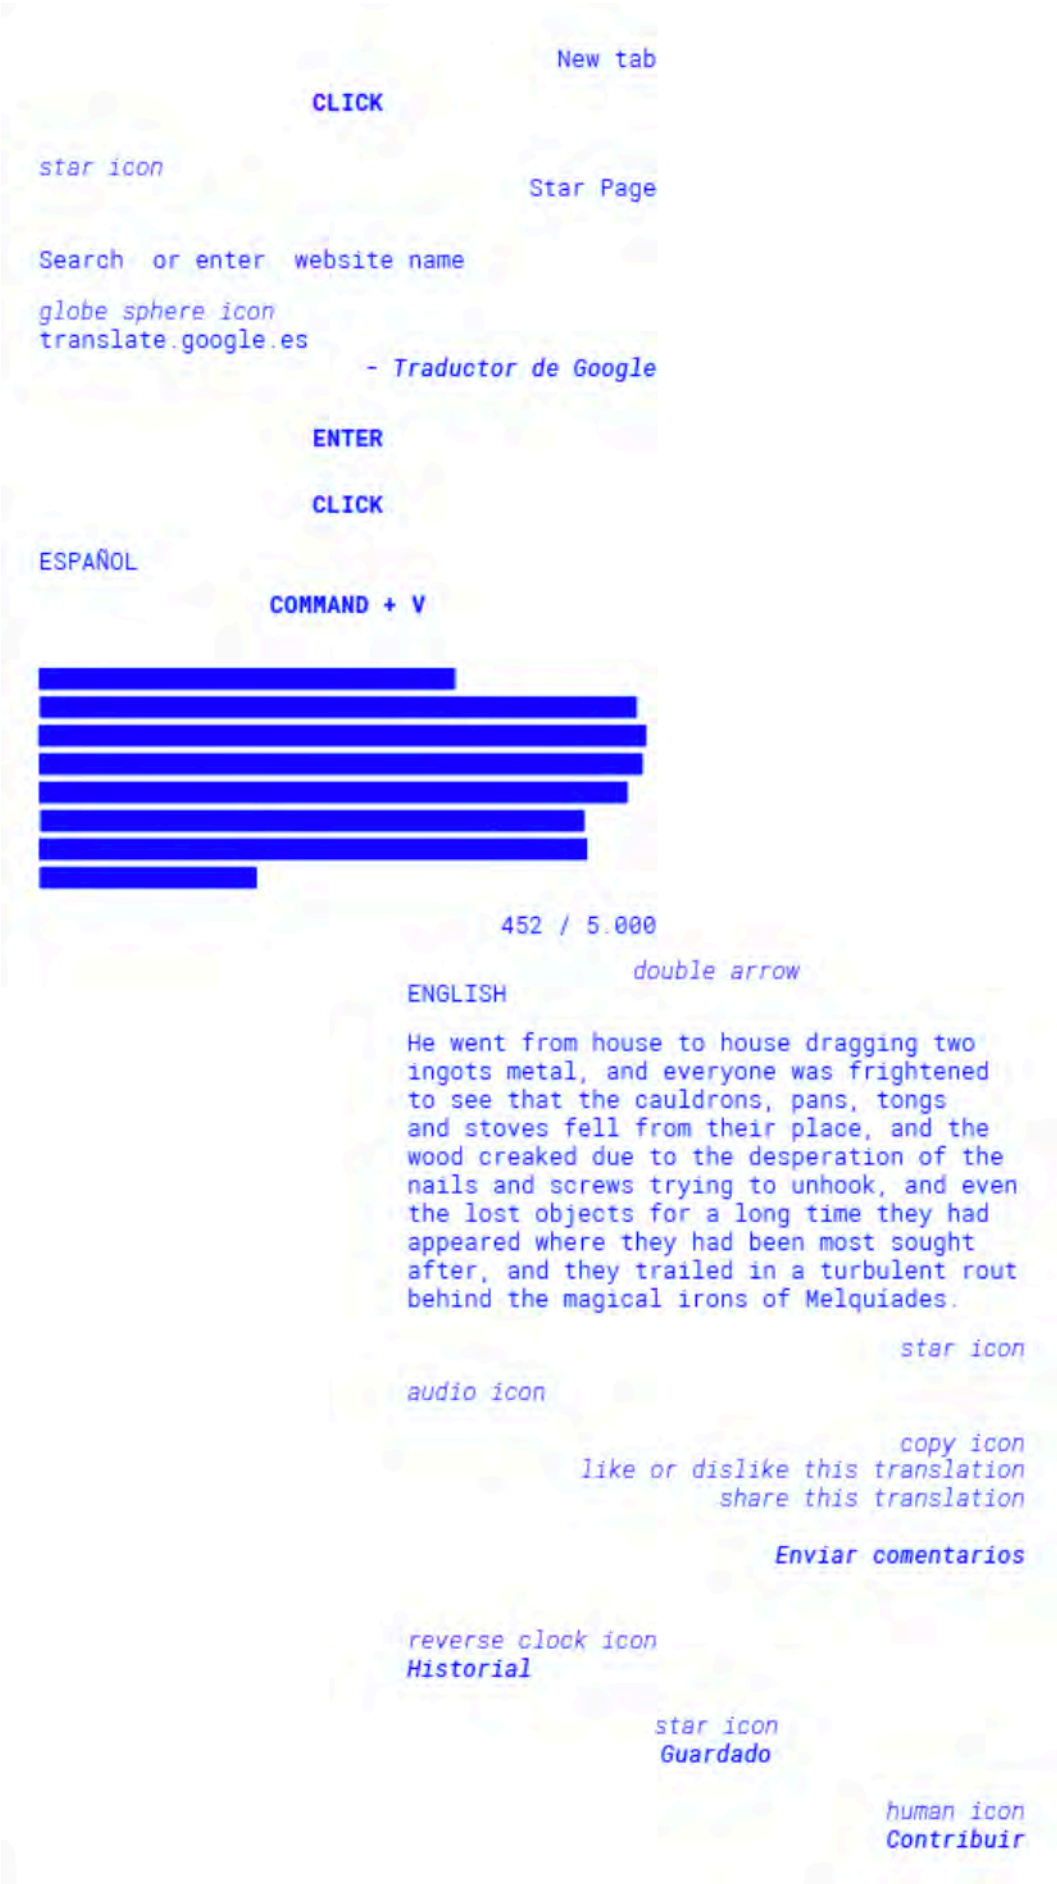 New tab
CLICK
star icon
Star Page
Search or enter website name
globe sphere icon
translate.google.es
- Traductor de Google
ENTER
CLICK
ESPAÑOL
COMMAND + V
452 / 5.000
double arrow
ENGLISH
He went from house to house dragging two
ingots metal, and everyone was frightened
to see that the cauldrons, pans, tongs
and stoves fell from their place, and the
wood creaked due to the desperation of the
nails and screws trying to unhook, and even
the lost objects for a long time they had
appeared where they had been most sought
after, and they trailed in a turbulent rout
behind the magical irons of Melquíades.
star icon
audio icon
copy icon
like or dislike this translation
share this translation
Enviar comentarios
reverse clock icon
Historial
star icon
Guardado
human icon
Contribuir